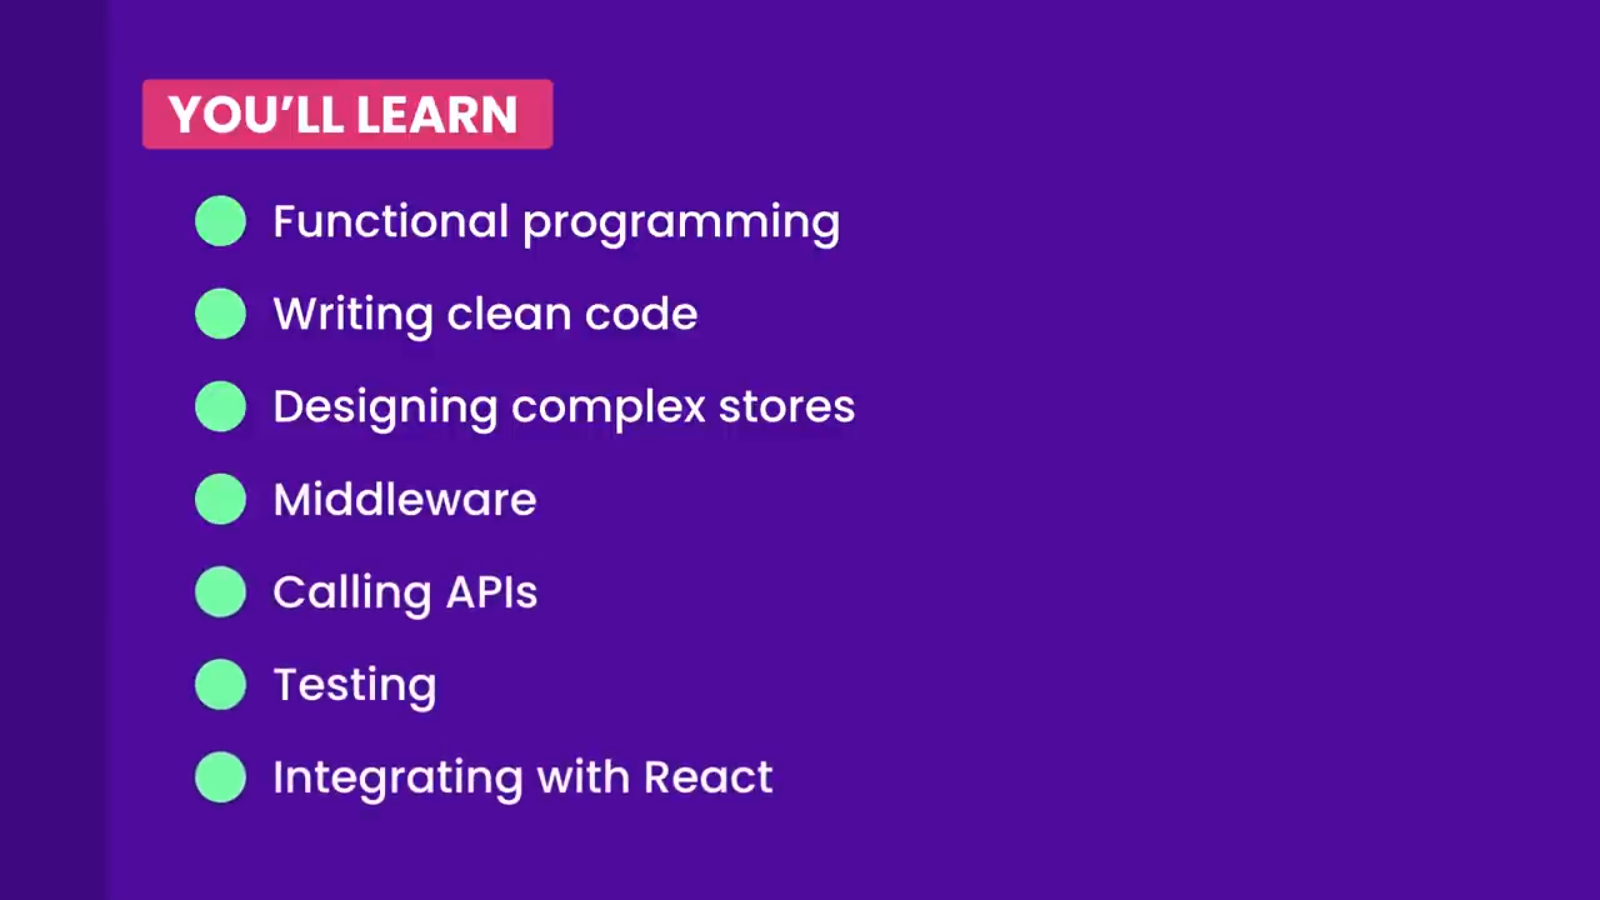 YOU’LL LEARN
Functional programming
Writing clean code
Designing complex stores
Middleware
Calling APIs
Testing
Integrating with React